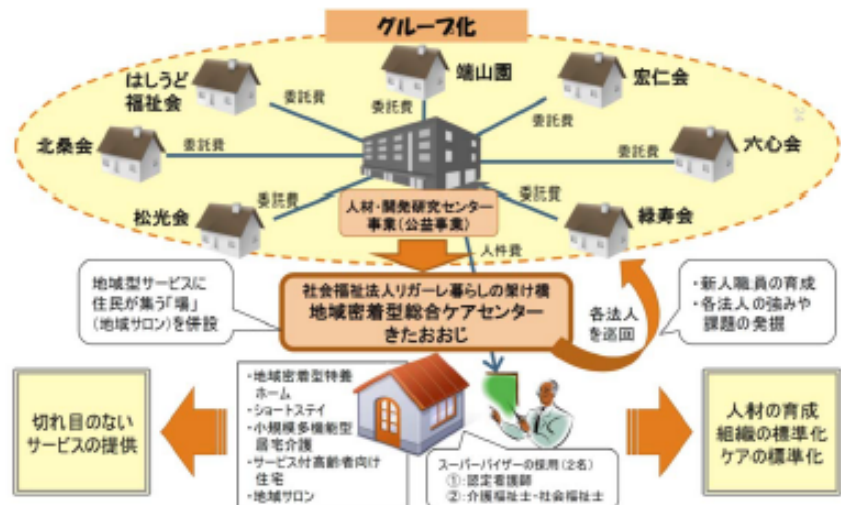 グループ化
はしうど
福祉会
端山園
宏仁会
委託費
委託費
委託費
北桑会
委託費
委託費
六心会
松光会
委託費
委託費
緑寿会
人材・開発研究センター
事業(公益事業)
人件費
地域型サービスに
住民が集う「場」
(地域サロン)を併設
社会福祉法人リガーレ暮らしの架け橋
地域密着型総合ケアセンター
きたおおじ
各法人
を巡回
・新人職員の育成
・各法人の強みや
課題の発掘
切れ目のない
サービスの提供
・地域密着型特養
ホーム
・ショートステイ
・小規模多機能型
居宅介護
・サービス付高齢者向け
住宅
・地域サロン
スーパーバイザーの採用(2名)
①:認定看護師
②:介護福祉士・社会福祉士
人材の育成
組織の標準化
ケアの標準化